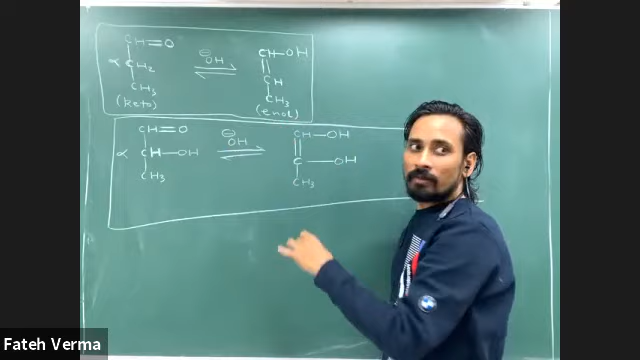 CH=O
α CH2
CH3
(keto)
⊖OH
CH-OH
CH
CH3
(enol)
CH=O
α CH-OH
CH3
⊖OH
CH-OH
C-OH
CH3
Fateh Verma